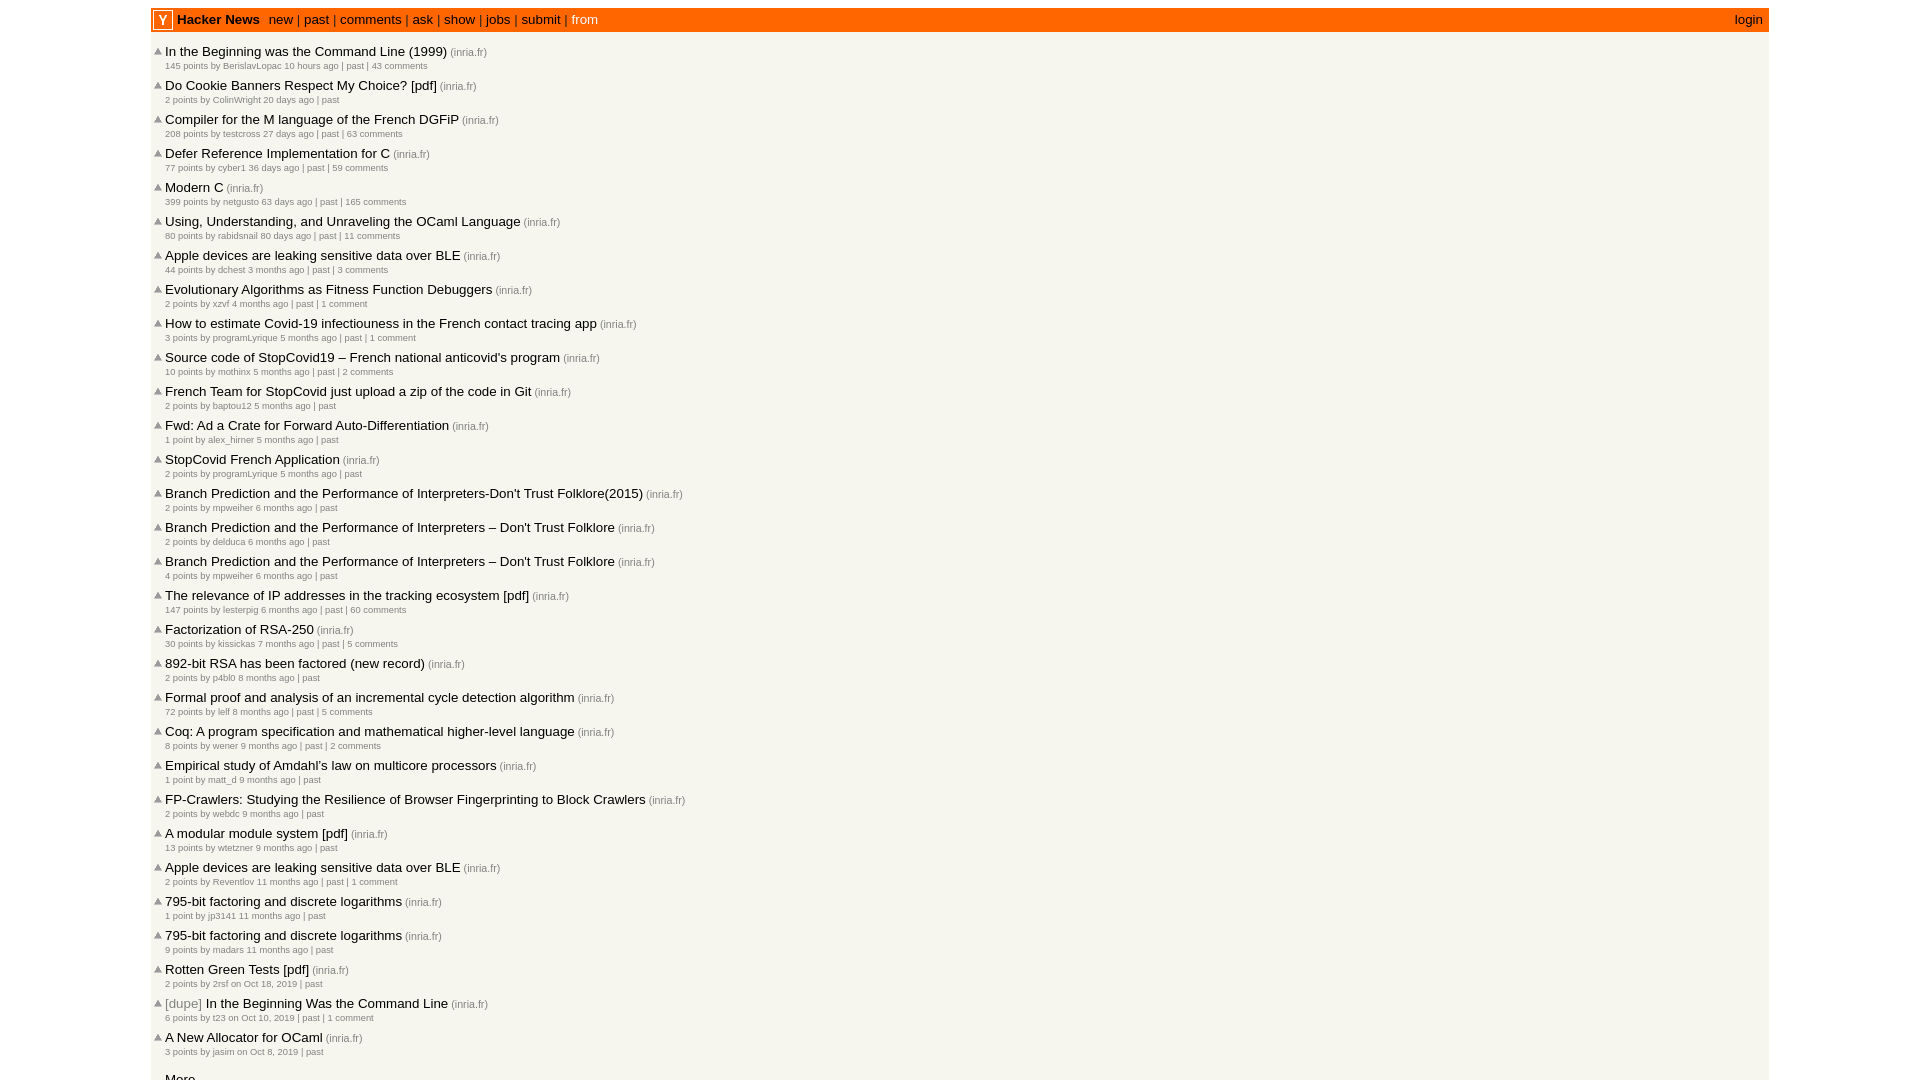 Y Hacker News new | past | comments | ask | show | jobs | submit | from login
In the Beginning was the Command Line (1999) (inria.fr)
145 points by BerislavLopac 10 hours ago | past | 43 comments
Do Cookie Banners Respect My Choice? [pdf] (inria.fr)
2 points by ColinWright 20 days ago | past
Compiler for the M language of the French DGFiP (inria.fr)
208 points by testcross 27 days ago | past | 63 comments
Defer Reference Implementation for C (inria.fr)
77 points by cyber1 36 days ago | past | 59 comments
Modern C (inria.fr)
399 points by netgusto 63 days ago | past | 165 comments
Using, Understanding, and Unraveling the OCaml Language (inria.fr)
80 points by rabidsnail 80 days ago | past | 11 comments
Apple devices are leaking sensitive data over BLE (inria.fr)
44 points by dchest 3 months ago | past | 3 comments
Evolutionary Algorithms as Fitness Function Debuggers (inria.fr)
2 points by xzvf 4 months ago | past | 1 comment
How to estimate Covid-19 infectiouness in the French contact tracing app (inria.fr)
3 points by programLyrique 5 months ago | past | 1 comment
Source code of StopCovid19 – French national anticovid's program (inria.fr)
10 points by mothinx 5 months ago | past | 2 comments
French Team for StopCovid just upload a zip of the code in Git (inria.fr)
2 points by baptou12 5 months ago | past
Fwd: Ad a Crate for Forward Auto-Differentiation (inria.fr)
1 point by alex_hirner 5 months ago | past
StopCovid French Application (inria.fr)
2 points by programLyrique 5 months ago | past
Branch Prediction and the Performance of Interpreters-Don't Trust Folklore(2015) (inria.fr)
2 points by mpweiher 6 months ago | past
Branch Prediction and the Performance of Interpreters – Don't Trust Folklore (inria.fr)
2 points by delduca 6 months ago | past
Branch Prediction and the Performance of Interpreters – Don't Trust Folklore (inria.fr)
4 points by mpweiher 6 months ago | past
The relevance of IP addresses in the tracking ecosystem [pdf] (inria.fr)
147 points by lesterpig 6 months ago | past | 60 comments
Factorization of RSA-250 (inria.fr)
30 points by kissickas 7 months ago | past | 5 comments
892-bit RSA has been factored (new record) (inria.fr)
2 points by p4bl0 8 months ago | past
Formal proof and analysis of an incremental cycle detection algorithm (inria.fr)
72 points by lelf 8 months ago | past | 5 comments
Coq: A program specification and mathematical higher-level language (inria.fr)
8 points by wener 9 months ago | past | 2 comments
Empirical study of Amdahl’s law on multicore processors (inria.fr)
1 point by matt_d 9 months ago | past
FP-Crawlers: Studying the Resilience of Browser Fingerprinting to Block Crawlers (inria.fr)
2 points by webdc 9 months ago | past
A modular module system [pdf] (inria.fr)
13 points by wtetzner 9 months ago | past
Apple devices are leaking sensitive data over BLE (inria.fr)
2 points by Reventlov 11 months ago | past | 1 comment
795-bit factoring and discrete logarithms (inria.fr)
1 point by jp3141 11 months ago | past
795-bit factoring and discrete logarithms (inria.fr)
9 points by madars 11 months ago | past
Rotten Green Tests [pdf] (inria.fr)
2 points by 2rsf on Oct 18, 2019 | past
[dupe] In the Beginning Was the Command Line (inria.fr)
6 points by t23 on Oct 10, 2019 | past | 1 comment
A New Allocator for OCaml (inria.fr)
3 points by jasim on Oct 8, 2019 | past
More